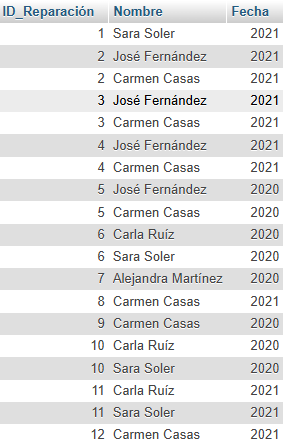 ID_Reparación Nombre Fecha
1 Sara Soler 2021
2 José Fernández 2021
2 Carmen Casas 2021
3 José Fernández 2021
3 Carmen Casas 2021
4 José Fernández 2021
4 Carmen Casas 2021
5 José Fernández 2020
5 Carmen Casas 2020
6 Carla Ruíz 2020
6 Sara Soler 2020
7 Alejandra Martínez 2020
8 Carmen Casas 2021
9 Carmen Casas 2020
10 Carla Ruíz 2020
10 Sara Soler 2020
11 Carla Ruíz 2021
11 Sara Soler 2021
12 Carmen Casas 2021